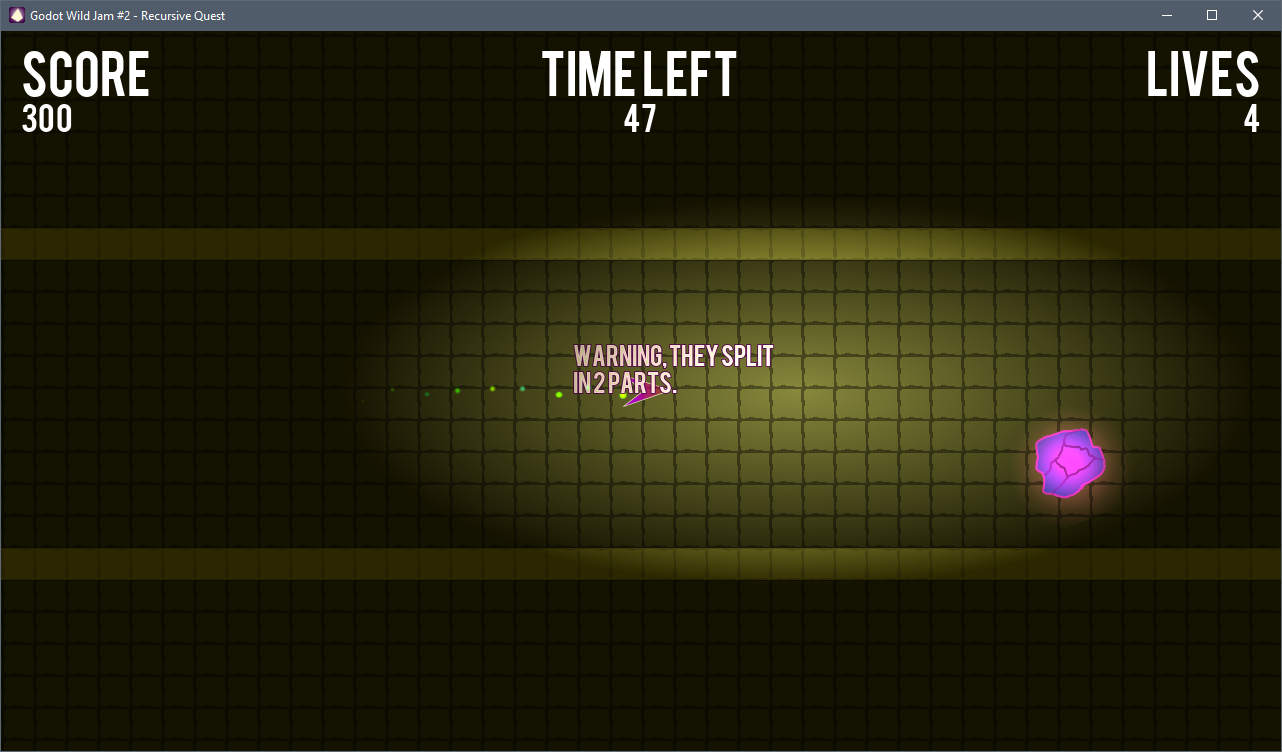 Godot Wild Jam #2 - Recursive Quest
SCORE
300
TIME LEFT
47
LIVES
4
WARNING, THEY SPLIT
IN 2 PARTS.